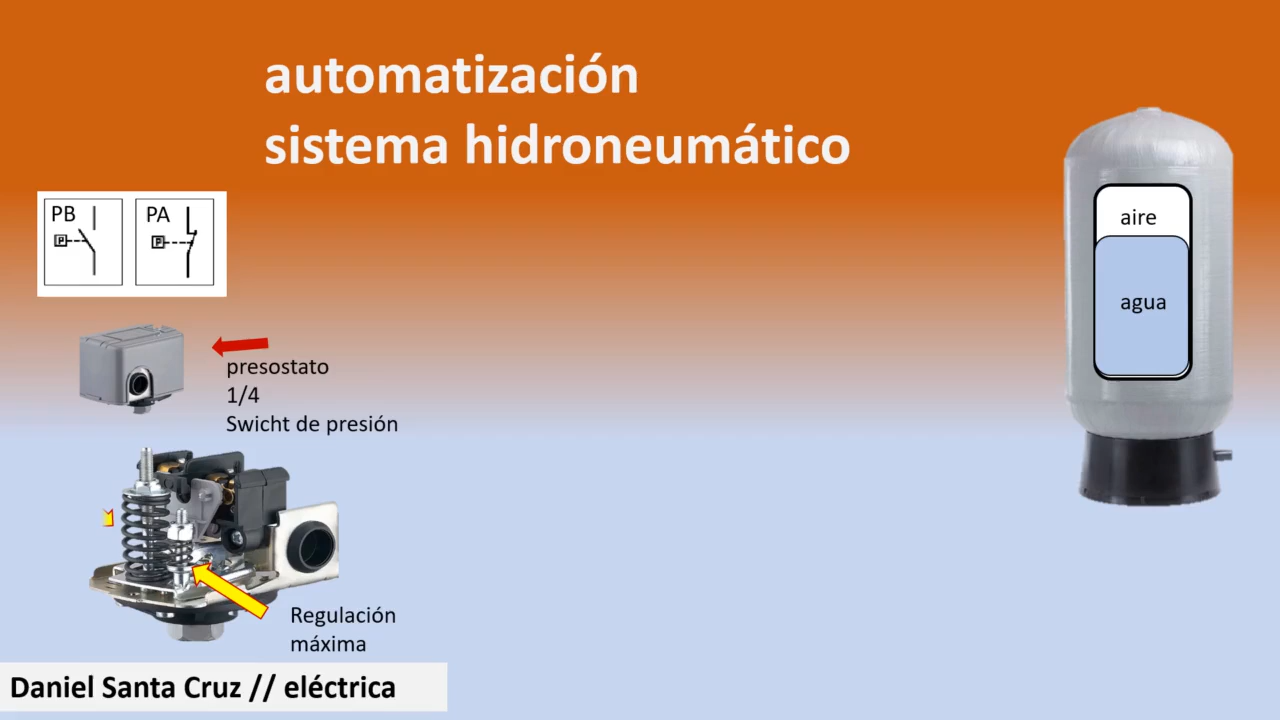 automatización
sistema hidroneumático
PB
PA
P
P
aire
agua
presostato
1/4
Swicht de presión
Regulación
máxima
Daniel Santa Cruz // eléctrica